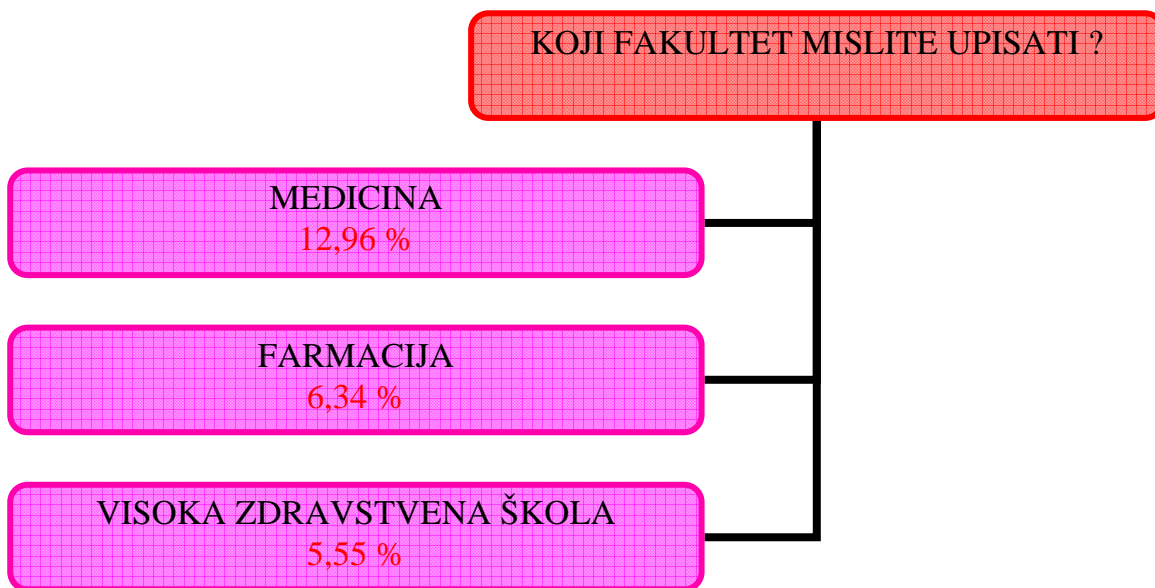 KOJI FAKULTET MISLITE UPISATI ?
MEDICINA
12,96 %
FARMACIJA
6,34 %
VISOKA ZDRAVSTVENA ŠKOLA
5,55 %